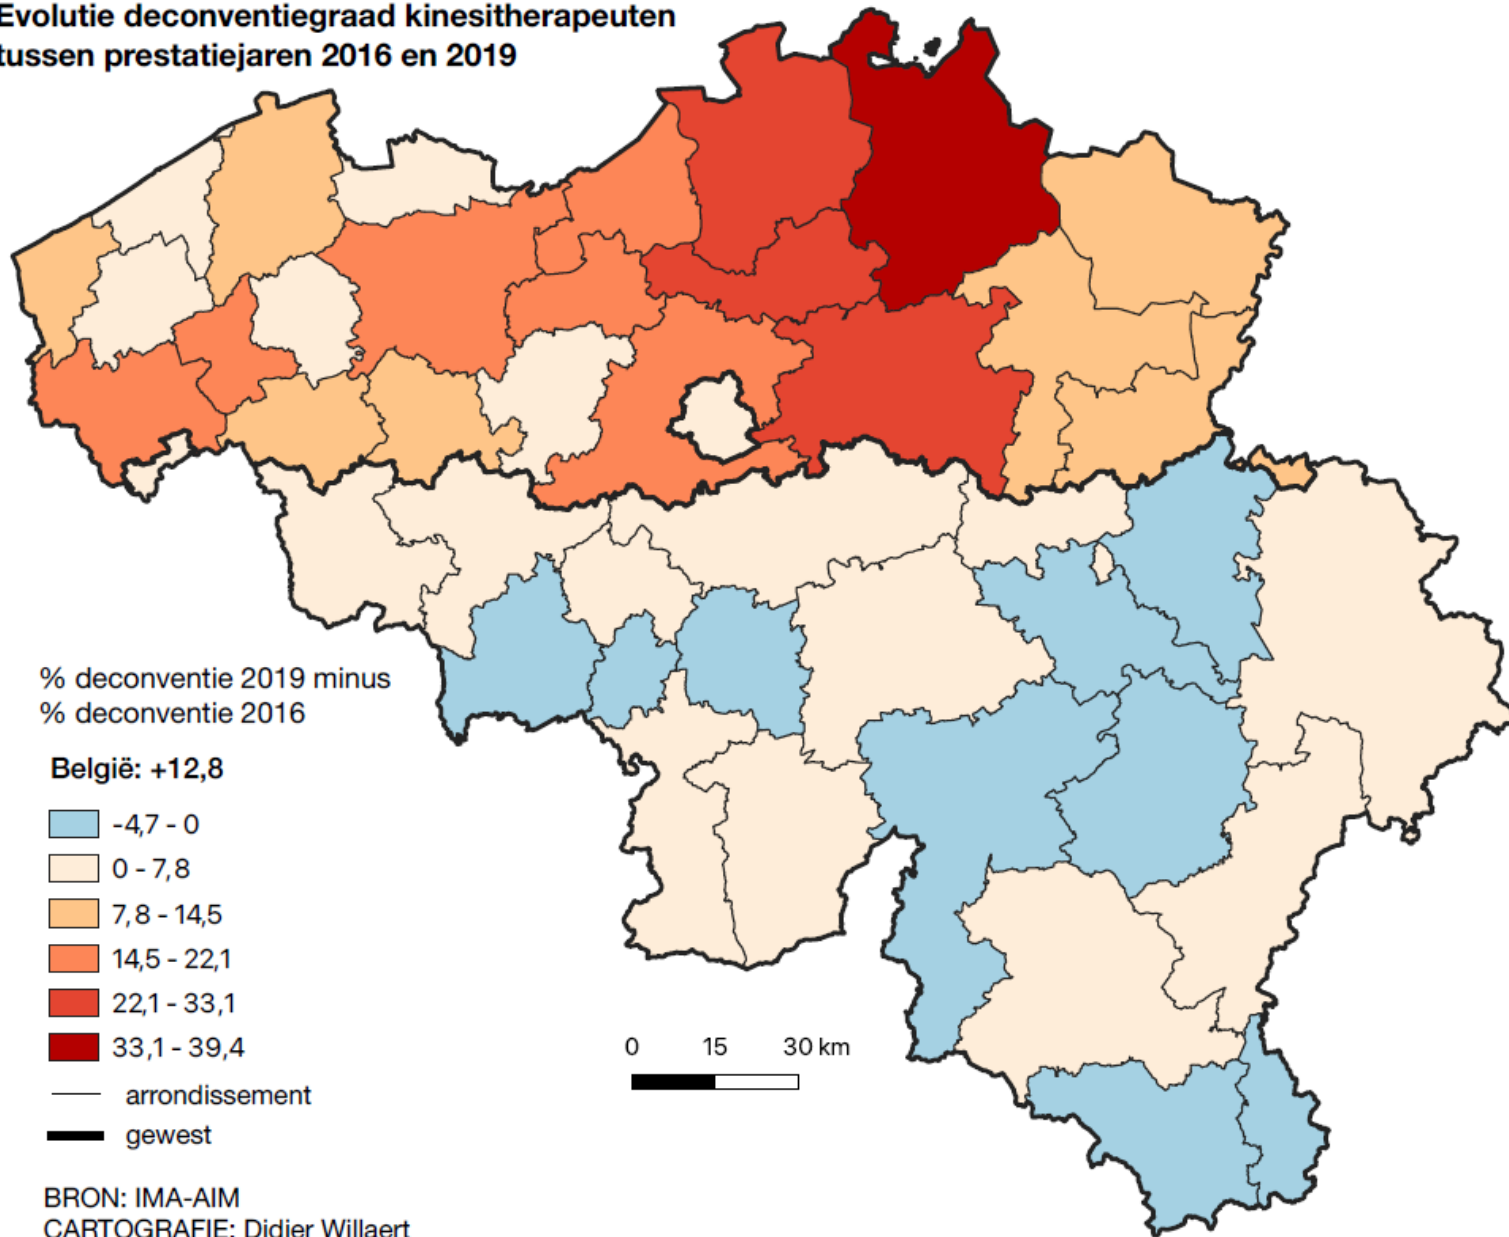 Evolutie deconventiegraad kinesitherapeuten
tussen prestatiejaren 2016 en 2019
% deconventie 2019 minus
% deconventie 2016
België: +12,8
-4,7 - 0
0 - 7,8
7,8 - 14,5
14,5 - 22,1
22,1 - 33,1
33,1 - 39,4
arrondissement
gewest
0 15 30 km
BRON: IMA-AIM
CARTOGRAFIE: Didier Willaert